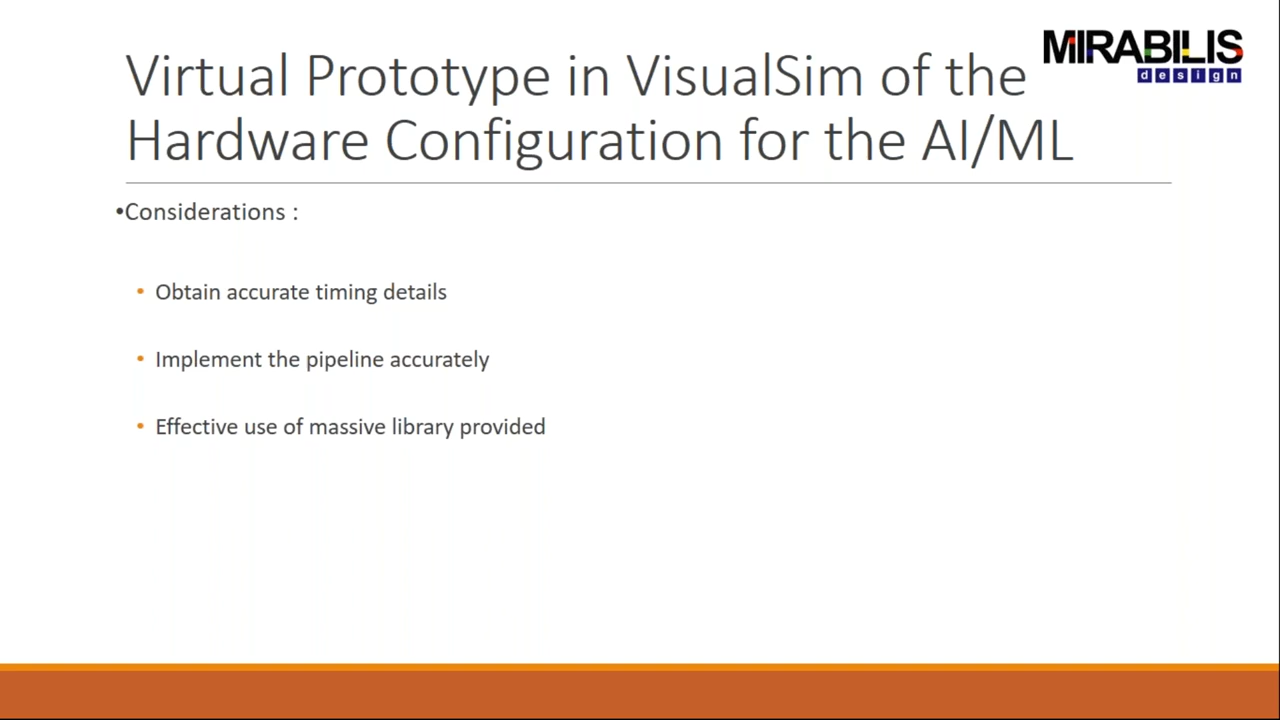 MIRABILIS
design
Virtual Prototype in VisualSim of the
Hardware Configuration for the AI/ML
•Considerations :
• Obtain accurate timing details
• Implement the pipeline accurately
• Effective use of massive library provided